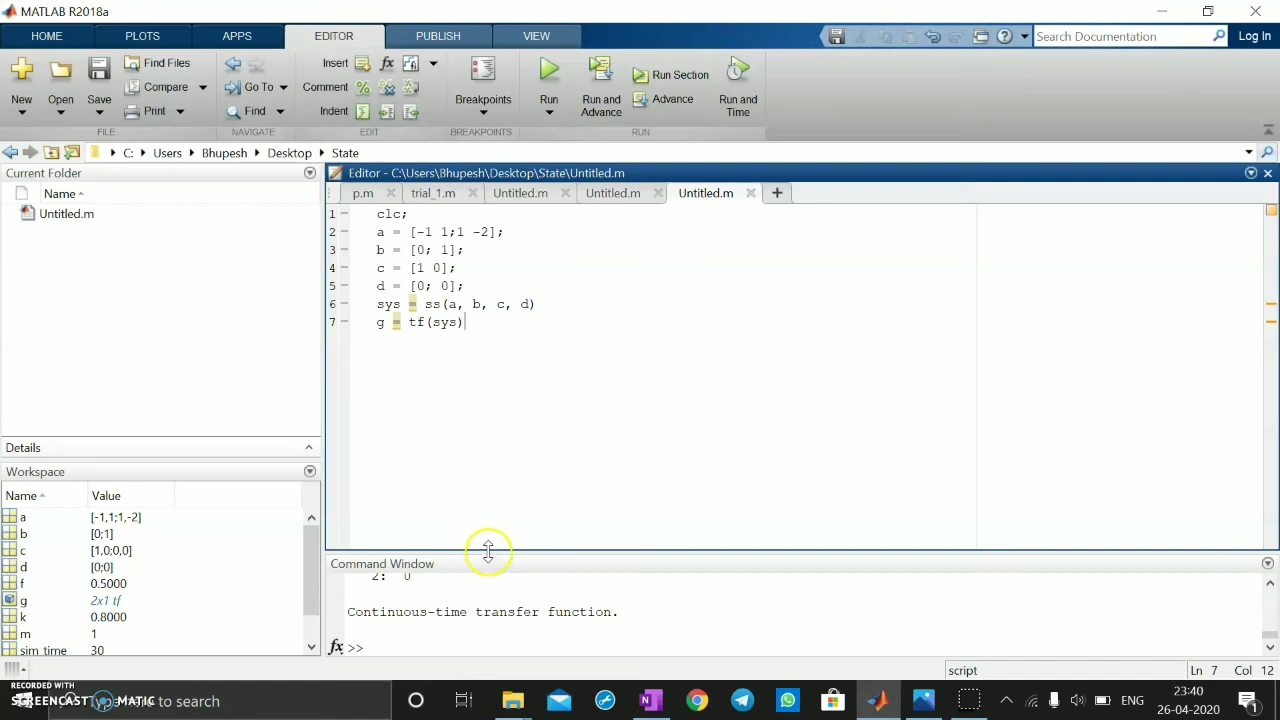 MATLAB R2018a
HOME PLOTS APPS EDITOR PUBLISH VIEW Search Documentation Log In
New Open Save Find Files Compare Print
Go To Find
Insert fx Comment Indent
Breakpoints
Run Run and Advance Run Section Advance Run and Time
FILE NAVIGATE EDIT BREAKPOINTS RUN
C: Users Bhupesh Desktop State
Current Folder
Name
Untitled.m
Editor - C:\Users\Bhupesh\Desktop\State\Untitled.m
p.m trial_1.m Untitled.m Untitled.m Untitled.m
1 clc;
2 a = [-1 1;1 -2];
3 b = [0; 1];
4 c = [1 0];
5 d = [0; 0];
6 sys = ss(a, b, c, d)
7 g = tf(sys)
Details
Workspace
Name Value
a [-1,1;1,-2]
b [0;1]
c [1,0;0,0]
d [0;0]
f 0.5000
g 2x1 tf
k 0.8000
m 1
sim_time 30
Command Window
2: 0
Continuous-time transfer function.
fx >>
script Ln 7 Col 12
RECORDED WITH
SCREENCAST MATIC
here to search
ENG
23:40
26-04-2020
1